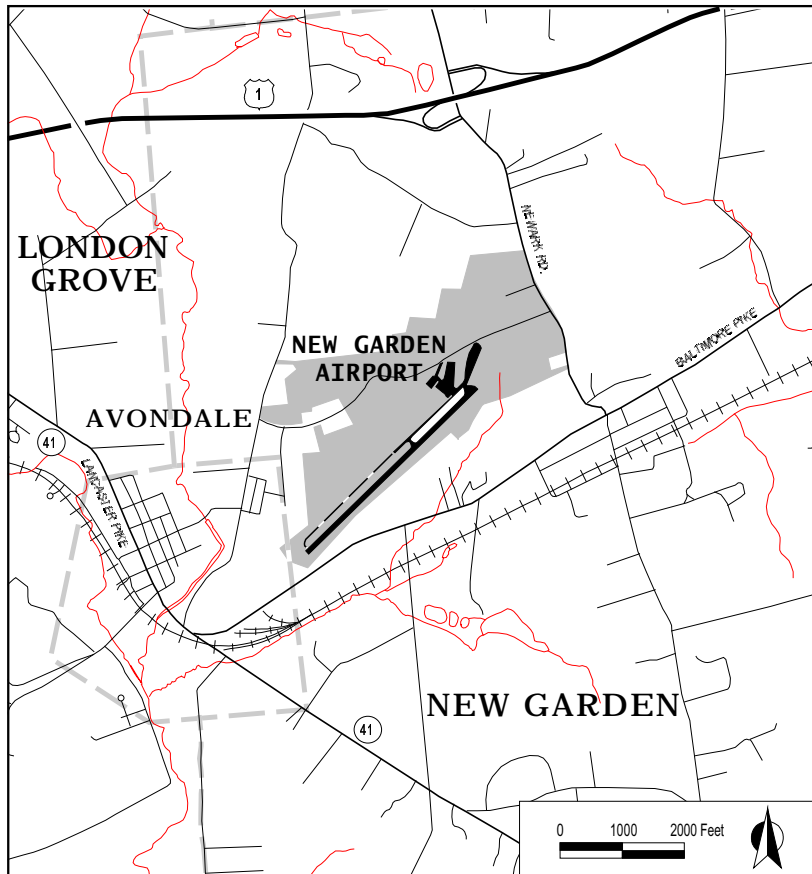 1
NEWARK RD.
LONDON
GROVE
BALTIMORE PIKE
NEW GARDEN
AIRPORT
AVONDALE
41
LANCASTER PIKE
NEW GARDEN
41
0 1000 2000 Feet